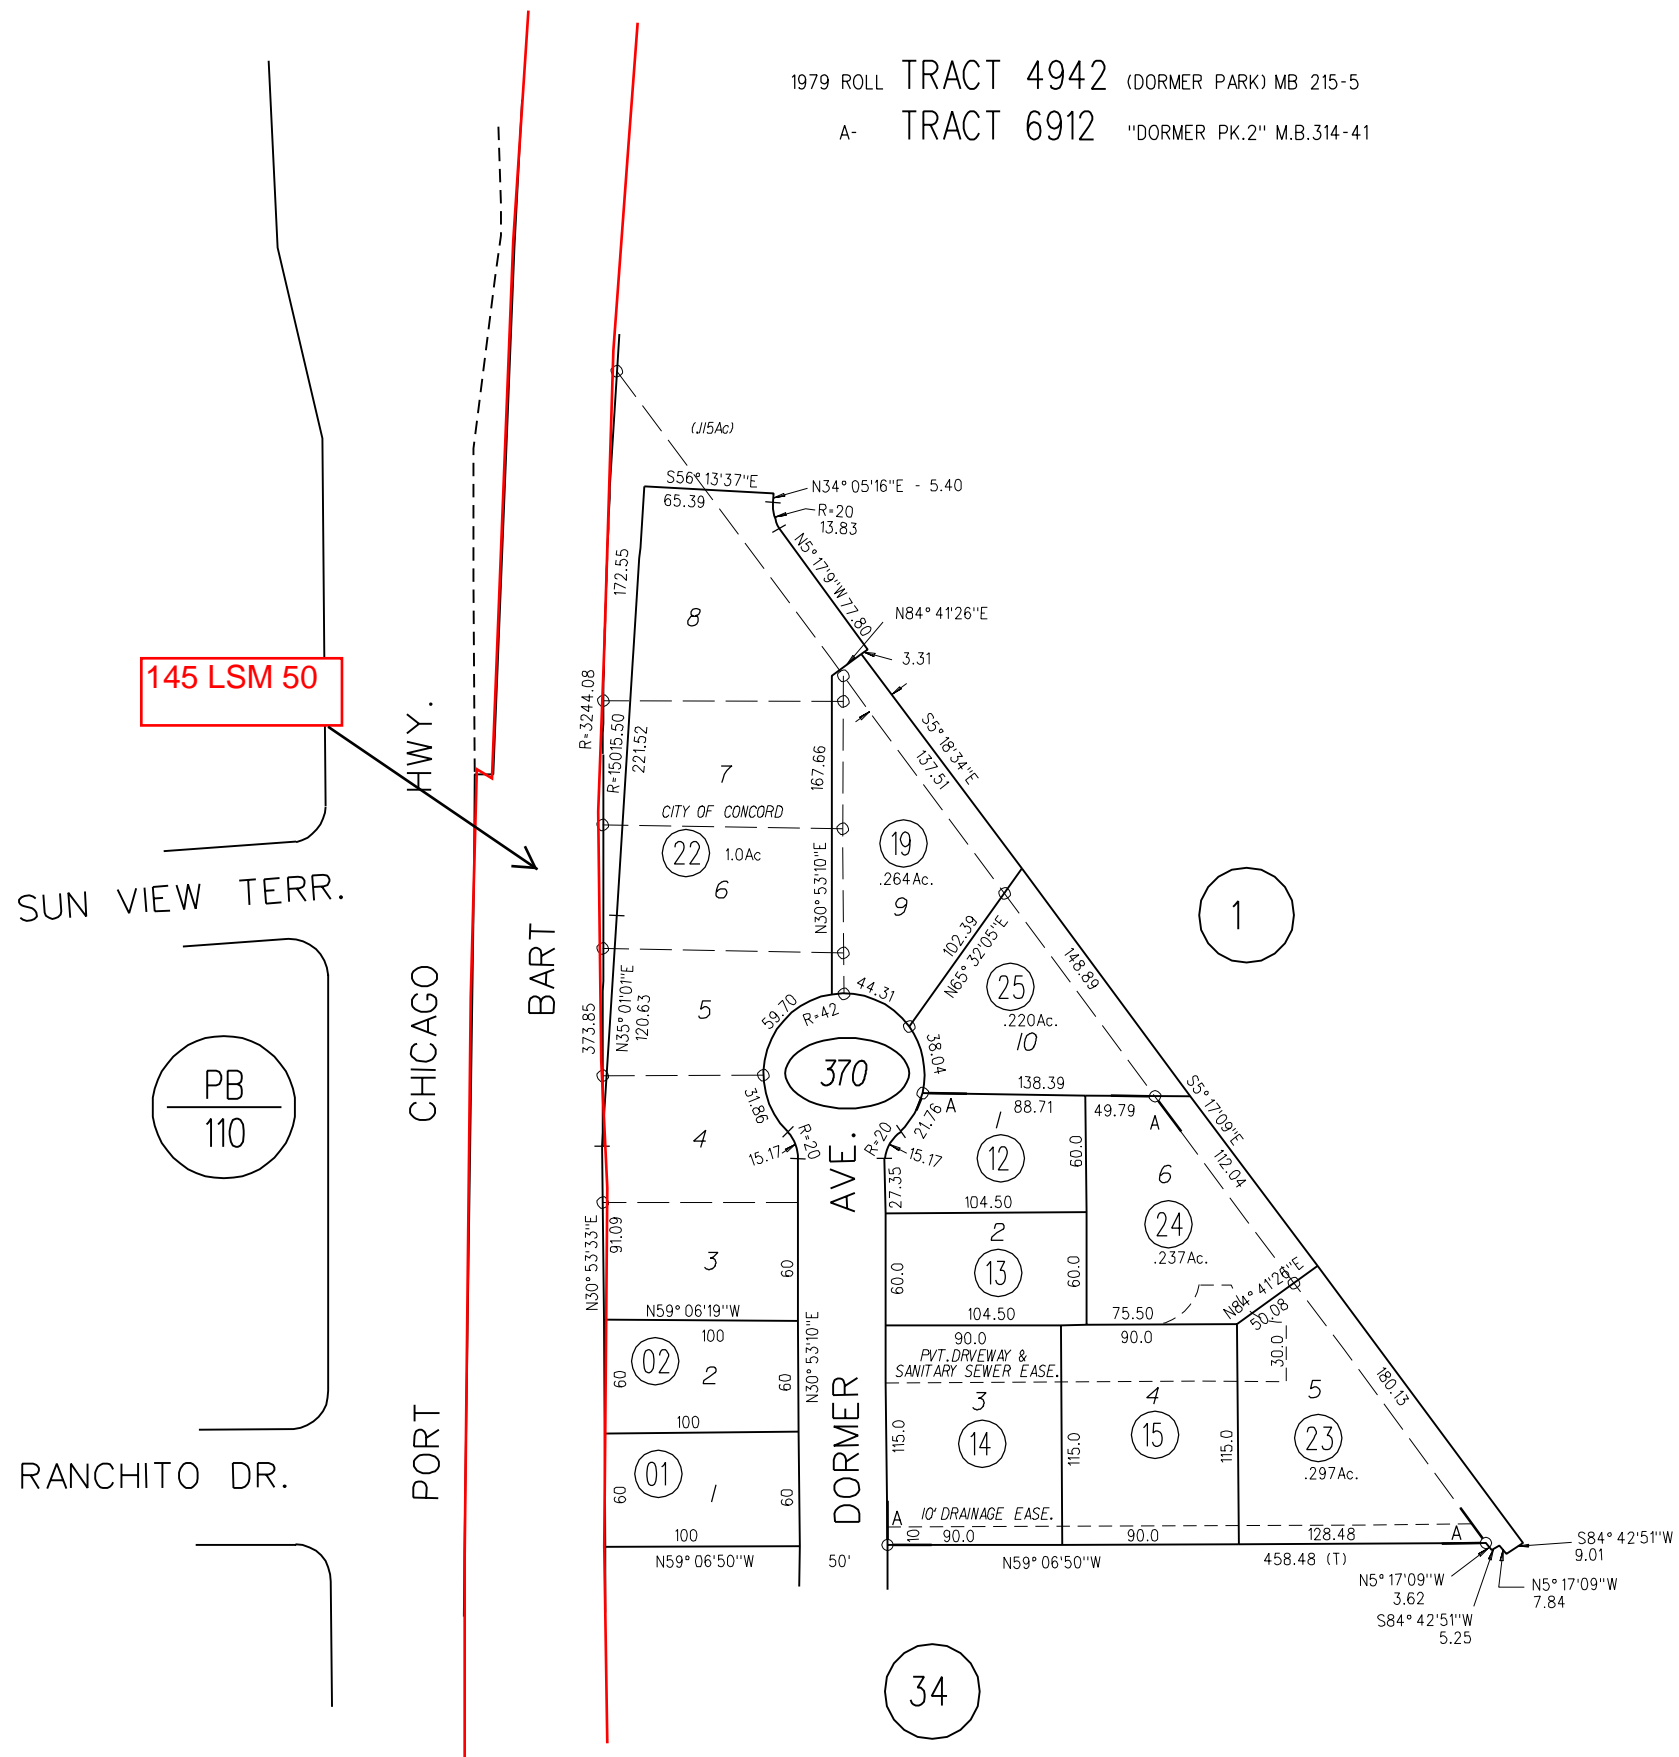 1979 ROLL TRACT 4942 (DORMER PARK) MB 215-5
A- TRACT 6912 "DORMER PK.2" M.B.314-41
(.115Ac)
S56°13'37"E
65.39
N34°05'16"E - 5.40
R=20
13.83
N5°17'9"W 77.80
N84°41'26"E
3.31
172.55
8
145 LSM 50
HWY.
R=3244.08
R=15015.50
221.52
7
167.66
S5°18'34"E
137.51
CITY OF CONCORD
22
1.0Ac
6
N30°53'10"E
19
.264Ac.
9
1
SUN VIEW TERR.
BART
102.39
N65°32'05"E
148.89
25
.220Ac.
10
CHICAGO
373.85
N35°01'01"E
120.63
5
59.70
R=42
44.31
38.04
370
PB
110
138.39
A
88.71
49.79
A
S5°17'09"E
112.04
31.86
R=20
15.17
21.76
R=20
15.17
4
AVE.
1
12
60.0
27.35
104.50
6
24
.237Ac.
N30°53'33"E
91.09
3
60
2
13
60.0
60.0
104.50
75.50
N84°41'26"E
50.08
N59°06'19"W
100
02
2
60
60
N30°53'10"E
90.0
90.0
PVT.DRVEWAY &
SANITARY SEWER EASE.
30.0
180.13
100
3
14
115.0
4
15
115.0
115.0
5
23
.297Ac.
PORT
RANCHITO DR.
01
1
60
60
DORMER
A
10' DRAINAGE EASE.
10
90.0
90.0
128.48
A
100
N59°06'50"W
50'
N59°06'50"W
458.48 (T)
S84°42'51"W
9.01
N5°17'09"W
3.62
N5°17'09"W
7.84
S84°42'51"W
5.25
34